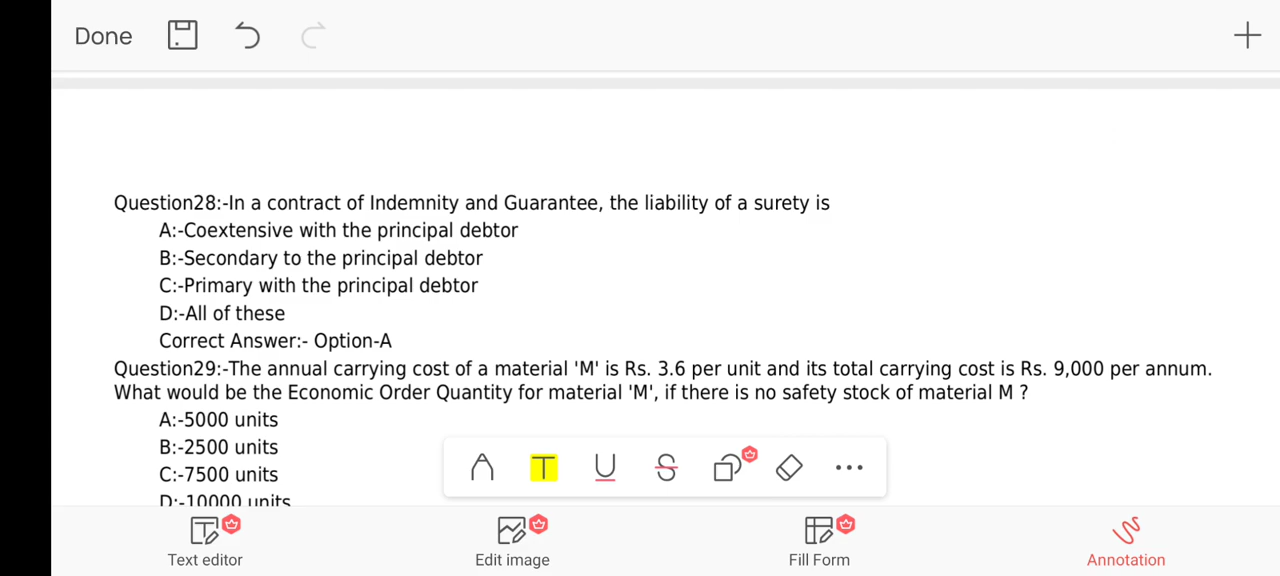 Done
Question28:-In a contract of Indemnity and Guarantee, the liability of a surety is
A:-Coextensive with the principal debtor
B:-Secondary to the principal debtor
C:-Primary with the principal debtor
D:-All of these
Correct Answer:- Option-A
Question29:-The annual carrying cost of a material 'M' is Rs. 3.6 per unit and its total carrying cost is Rs. 9,000 per annum.
What would be the Economic Order Quantity for material 'M', if there is no safety stock of material M ?
A:-5000 units
B:-2500 units
C:-7500 units
D:-10000 units
T U S
Text editor Edit image Fill Form Annotation